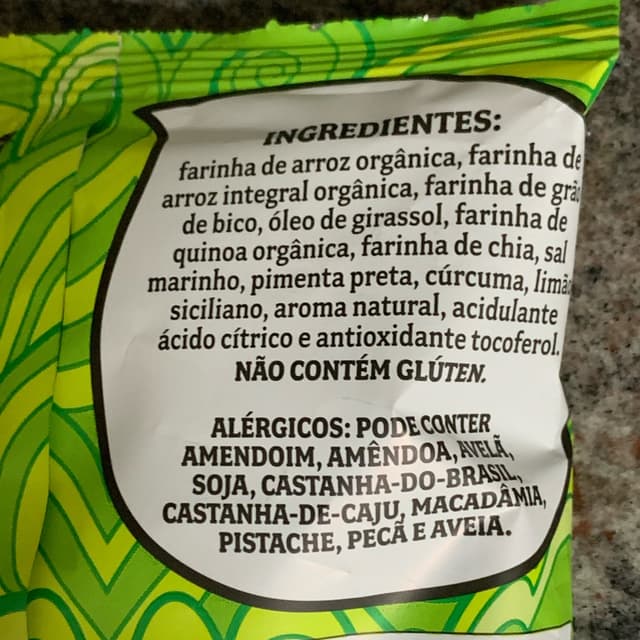 INGREDIENTES:
farinha de arroz orgânica, farinha de
arroz integral orgânica, farinha de grão
de bico, óleo de girassol, farinha de
quinoa orgânica, farinha de chia, sal
marinho, pimenta preta, cúrcuma, limão
siciliano, aroma natural, acidulante
ácido cítrico e antioxidante tocoferol.
NÃO CONTÉM GLÚTEN.
ALÉRGICOS: PODE CONTER
AMENDOIM, AMÊNDOA, AVELÃ,
SOJA, CASTANHA-DO-BRASIL,
CASTANHA-DE-CAJU, MACADÂMIA,
PISTACHE, PECÃ E AVEIA.